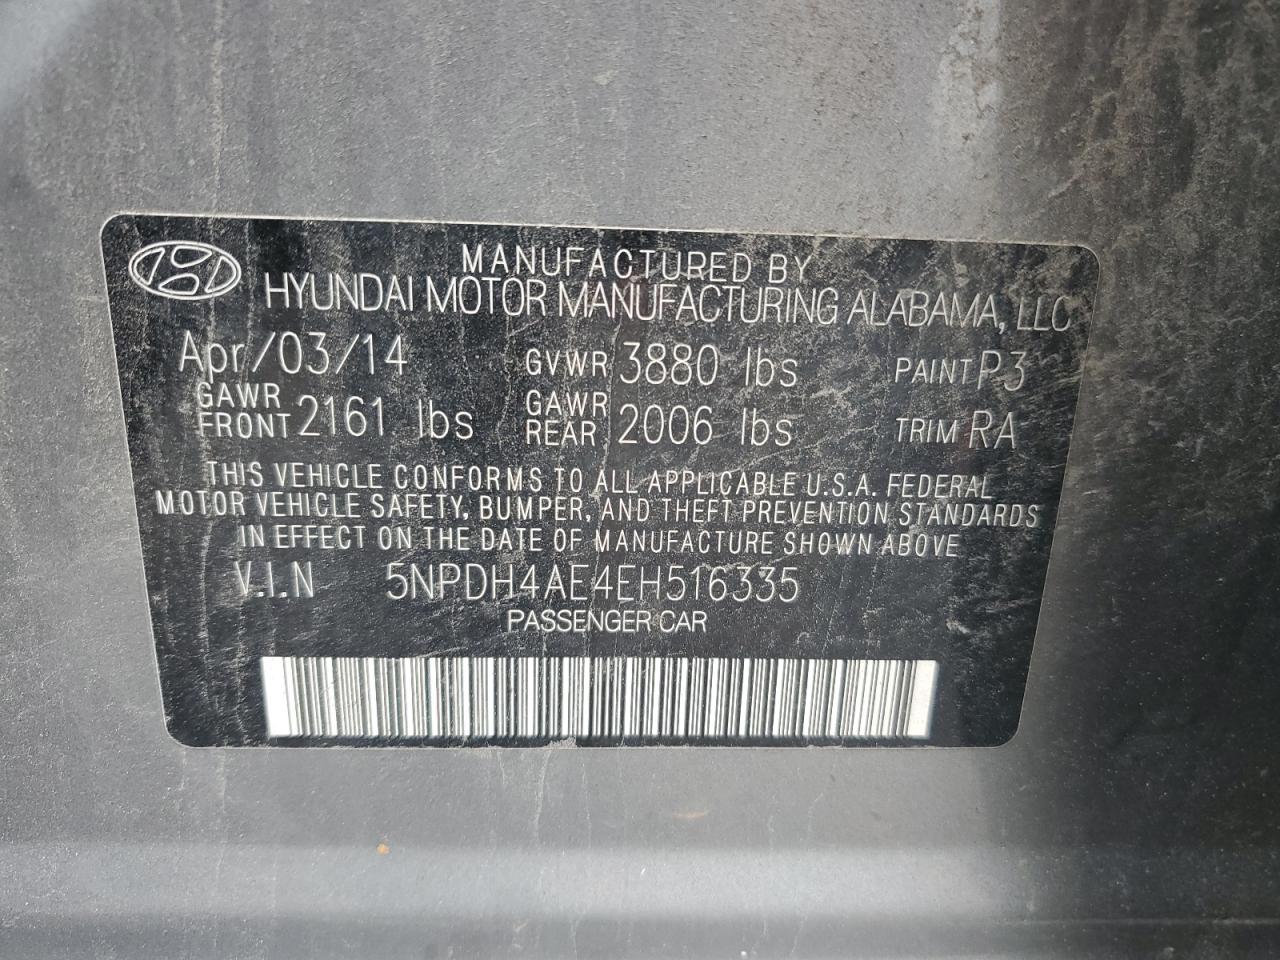 MANUFACTURED BY
HYUNDAI MOTOR MANUFACTURING ALABAMA, LLC
Apr/03/14 GVWR 3880 lbs PAINT P3
GAWR FRONT 2161 lbs GAWR REAR 2006 lbs TRIM RA
THIS VEHICLE CONFORMS TO ALL APPLICABLE U.S.A. FEDERAL
MOTOR VEHICLE SAFETY, BUMPER, AND THEFT PREVENTION STANDARDS
IN EFFECT ON THE DATE OF MANUFACTURE SHOWN ABOVE
V.I.N 5NPDH4AE4EH516335
PASSENGER CAR